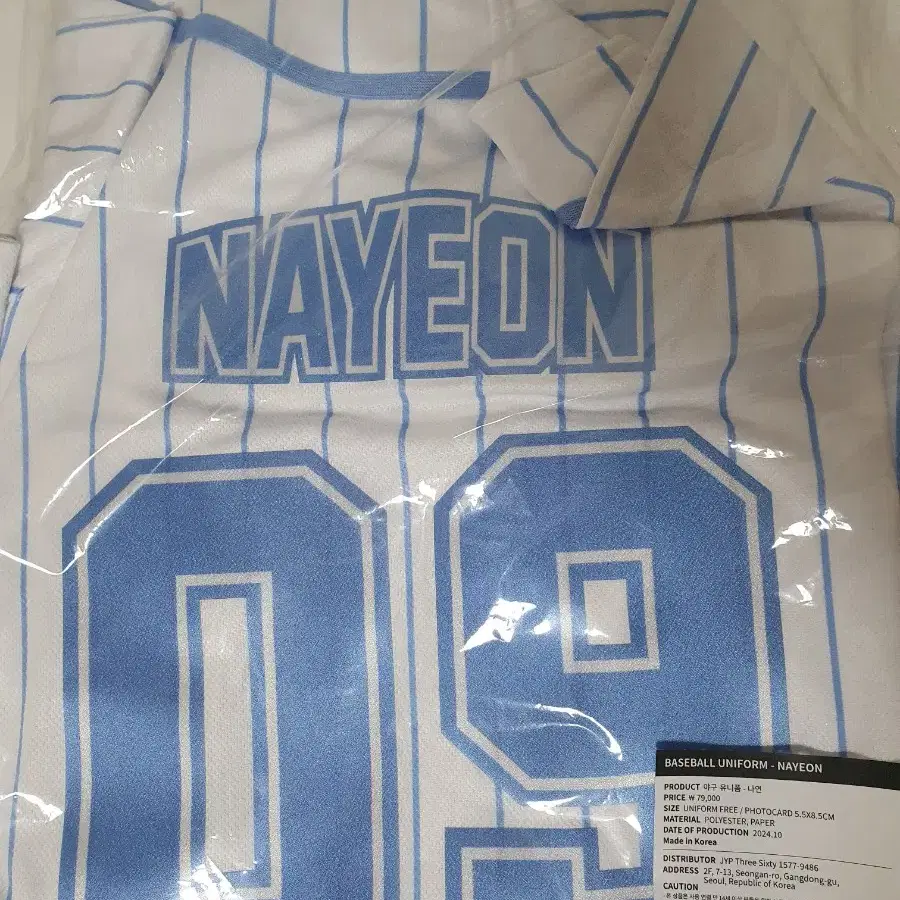 NAYEON
09
BASEBALL UNIFORM - NAYEON
PRODUCT 야구 유니폼 - 나연
PRICE ₩ 79,000
SIZE UNIFORM FREE / PHOTOCARD 5.5X8.5CM
MATERIAL POLYESTER, PAPER
DATE OF PRODUCTION 2024.10
Made in Korea
DISTRIBUTOR JYP Three Sixty 1577-9486
ADDRESS 2F, 7-13, Seongan-ro, Gangdong-gu,
Seoul, Republic of Korea
CAUTION